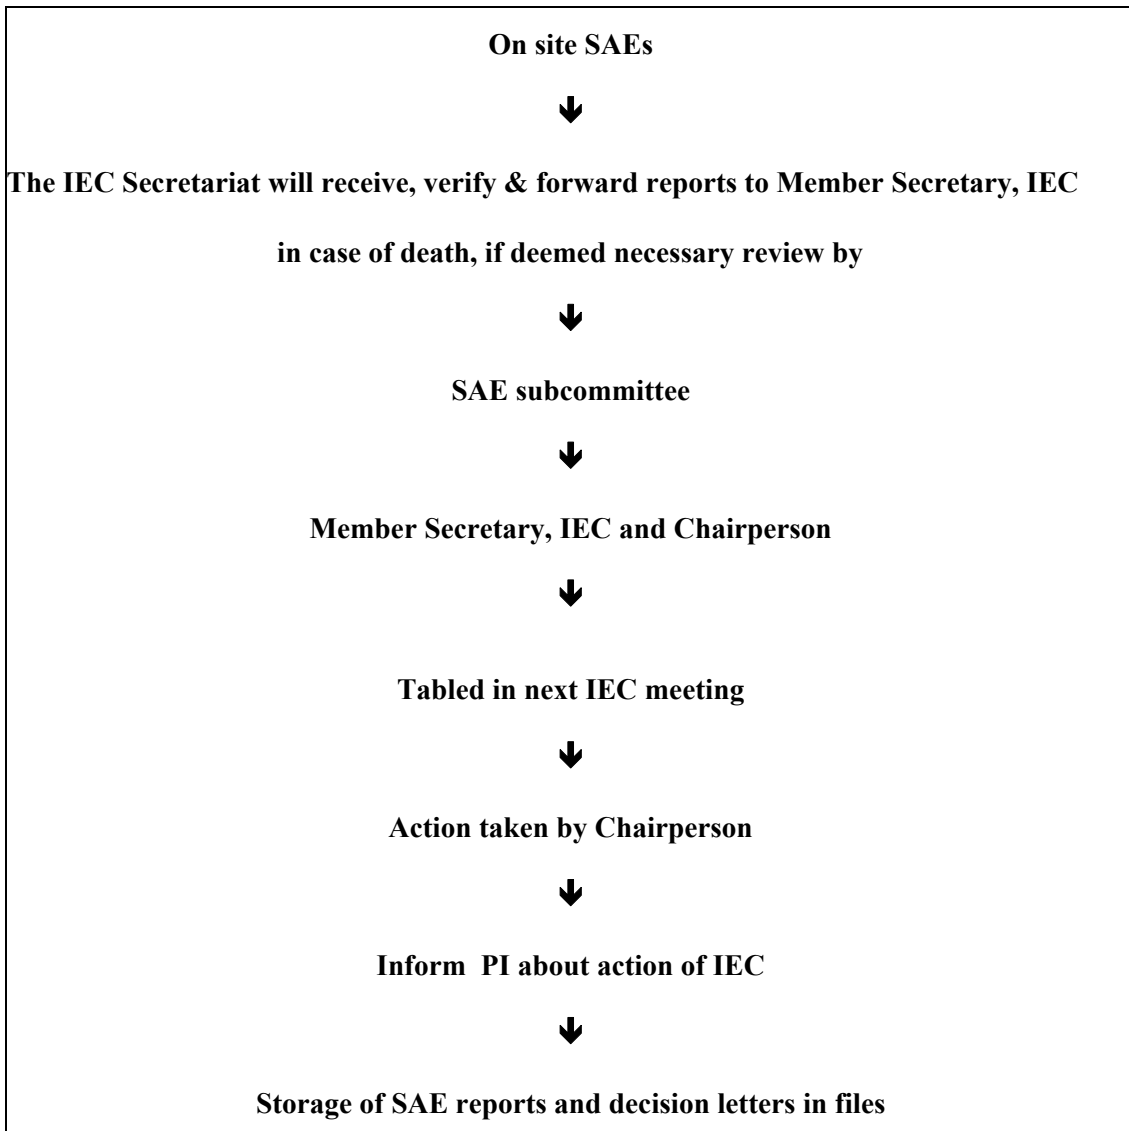 On site SAEs
The IEC Secretariat will receive, verify & forward reports to Member Secretary, IEC
in case of death, if deemed necessary review by
SAE subcommittee
Member Secretary, IEC and Chairperson
Tabled in next IEC meeting
Action taken by Chairperson
Inform PI about action of IEC
Storage of SAE reports and decision letters in files